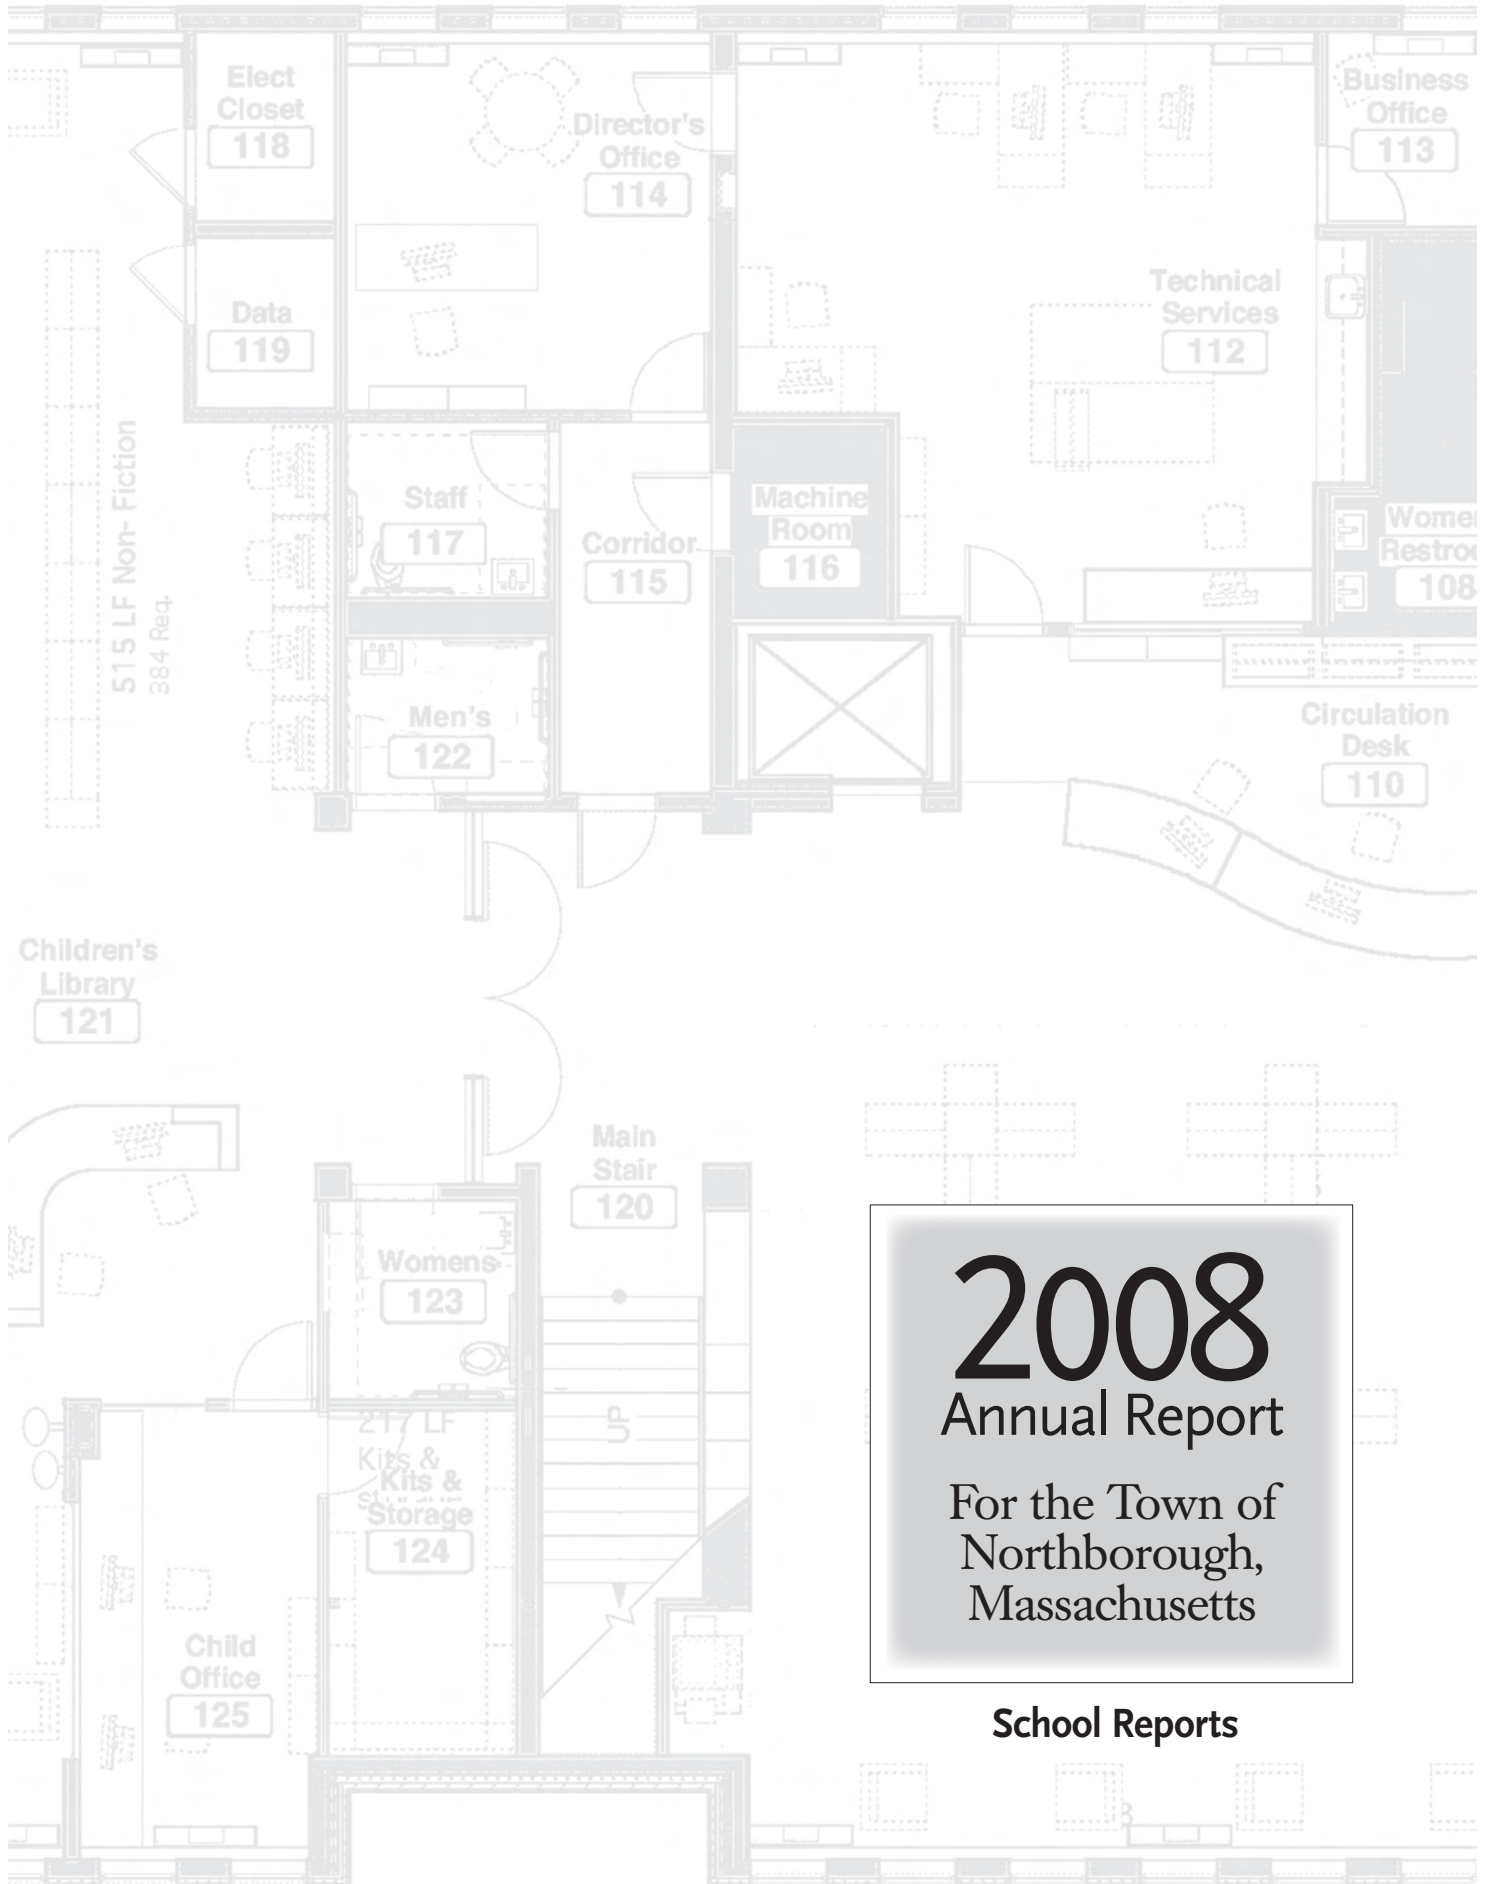 Elect
Closet
118
Director's
Office
114
Business
Office
113
Data
119
Technical
Services
112
515 LF Non- Fiction
384 Req.
Staff
117
Corridor
115
Machine
Room
116
108
Men's
122
Circulation
Desk
110
Children's
Library
121
Main
Stair
120
Womens
123
UP
217 LF
Kits &
Kits &
Storage
124
Child
Office
125
2008
Annual Report
For the Town of
Northborough,
Massachusetts
School Reports